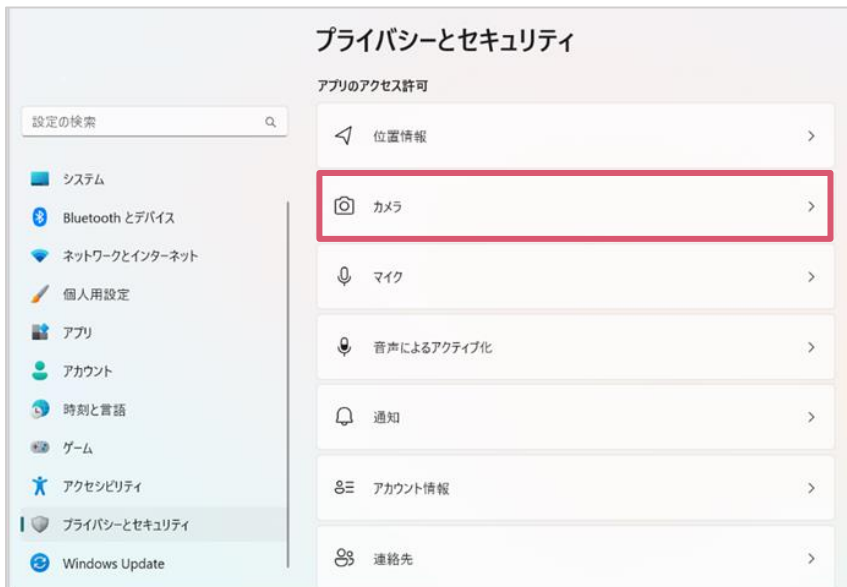 プライバシーとセキュリティ
アプリのアクセス許可
設定の検索
システム
Bluetooth とデバイス
ネットワークとインターネット
個人用設定
アプリ
アカウント
時刻と言語
ゲーム
アクセシビリティ
プライバシーとセキュリティ
Windows Update
位置情報
カメラ
マイク
音声によるアクティブ化
通知
アカウント情報
連絡先